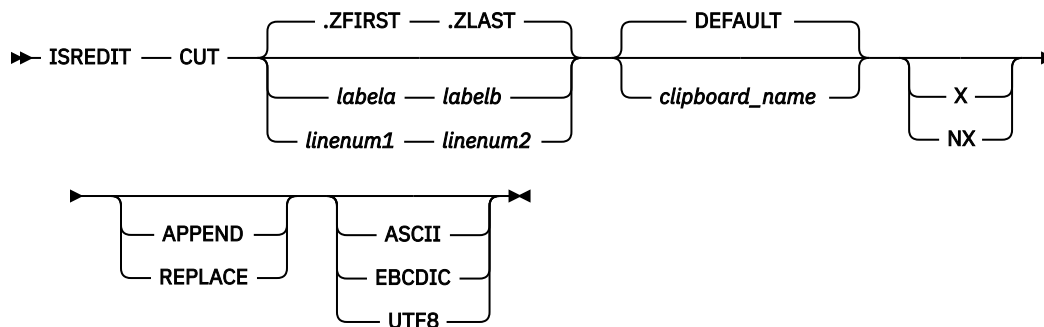 .ZFIRST .ZLAST DEFAULT
ISREDIT CUT
labela labelb clipboard_name X
linenum1 linenum2 NX
APPEND ASCII
REPLACE EBCDIC
UTF8